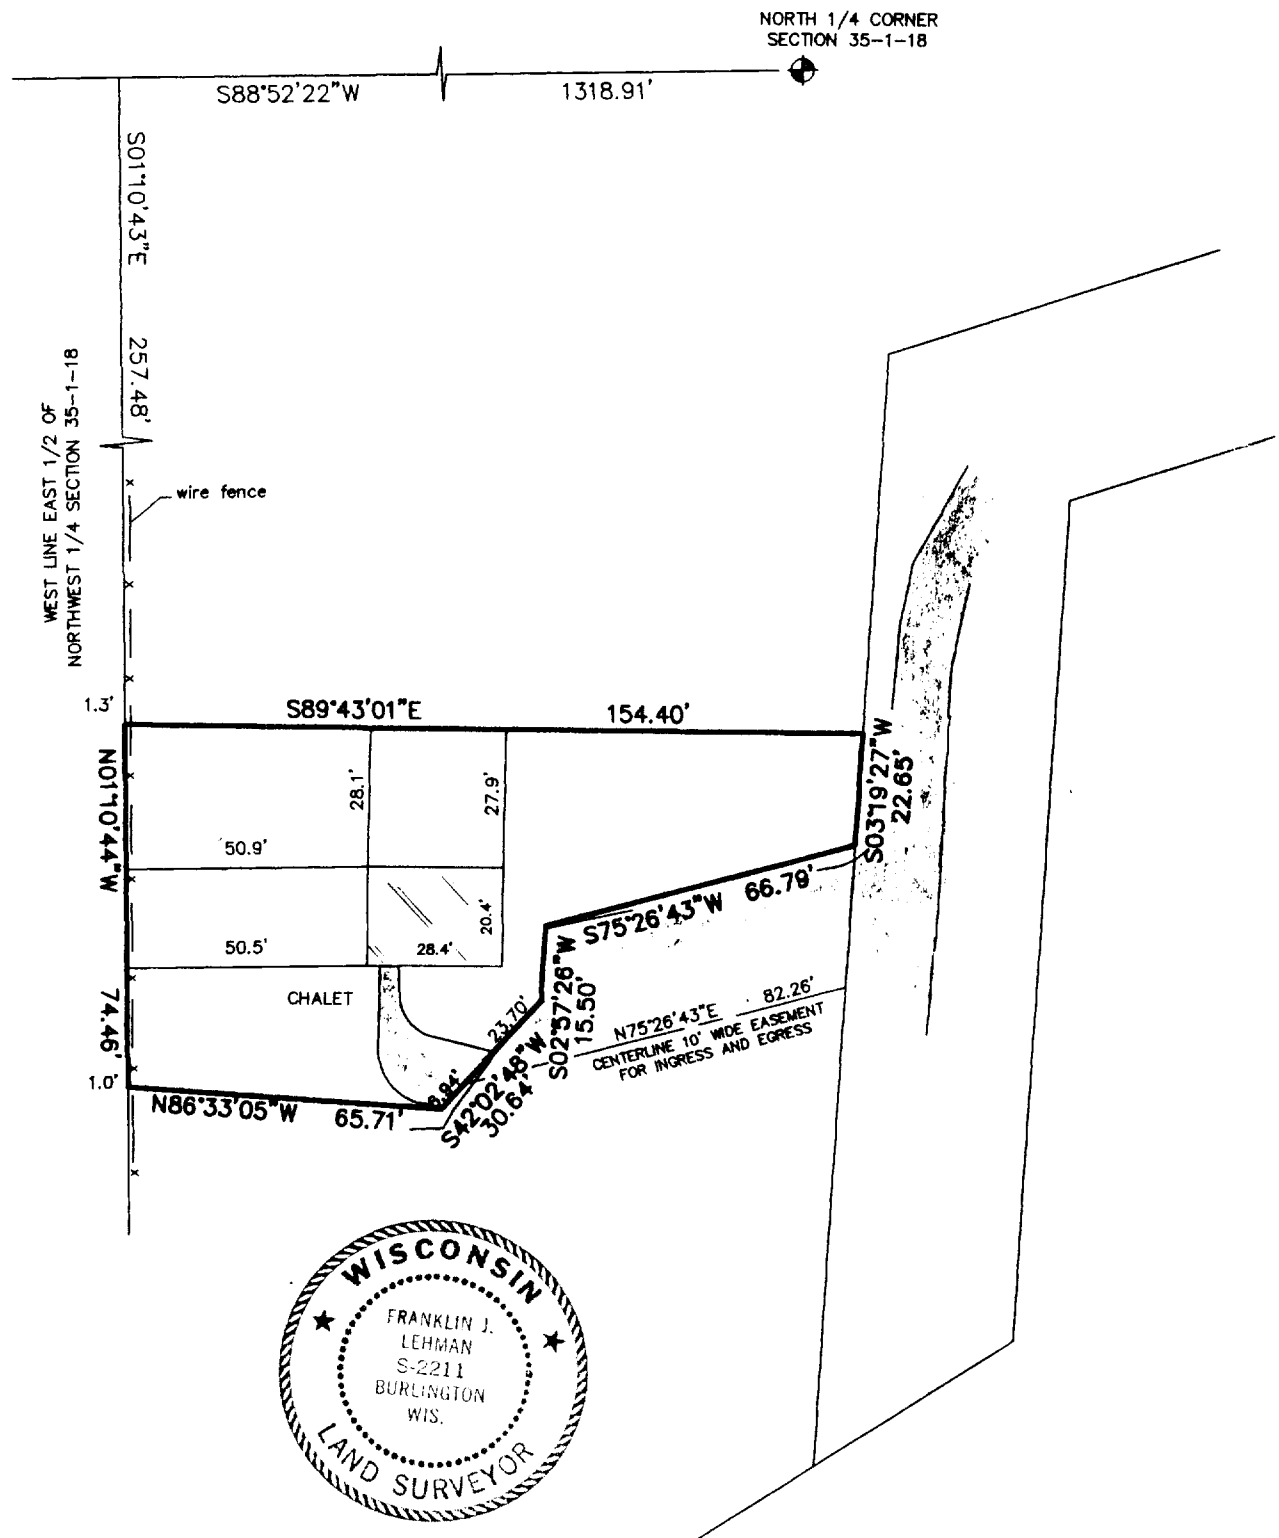 NORTH 1/4 CORNER
SECTION 35-1-18
S88°52'22"W 1318.91'
S01°10'43"E 257.48'
WEST LINE EAST 1/2 OF
NORTHWEST 1/4 SECTION 35-1-18
wire fence
1.3'
S89°43'01"E 154.40'
N01°10'44"W 74.46'
28.1'
27.9'
S03°19'27"W
22.65'
50.9'
S75°26'43"W 66.79'
20.4'
50.5'
28.4'
CHALET
S02°57'26"W
15.50'
23.70'
6.94'
S42°02'48"W
30.64'
N75°26'43"E 82.26'
CENTERLINE 10' WIDE EASEMENT
FOR INGRESS AND EGRESS
1.0'
N86°33'05"W 65.71'
WISCONSIN
FRANKLIN J.
LEHMAN
S-2211
BURLINGTON
WIS.
LAND SURVEYOR